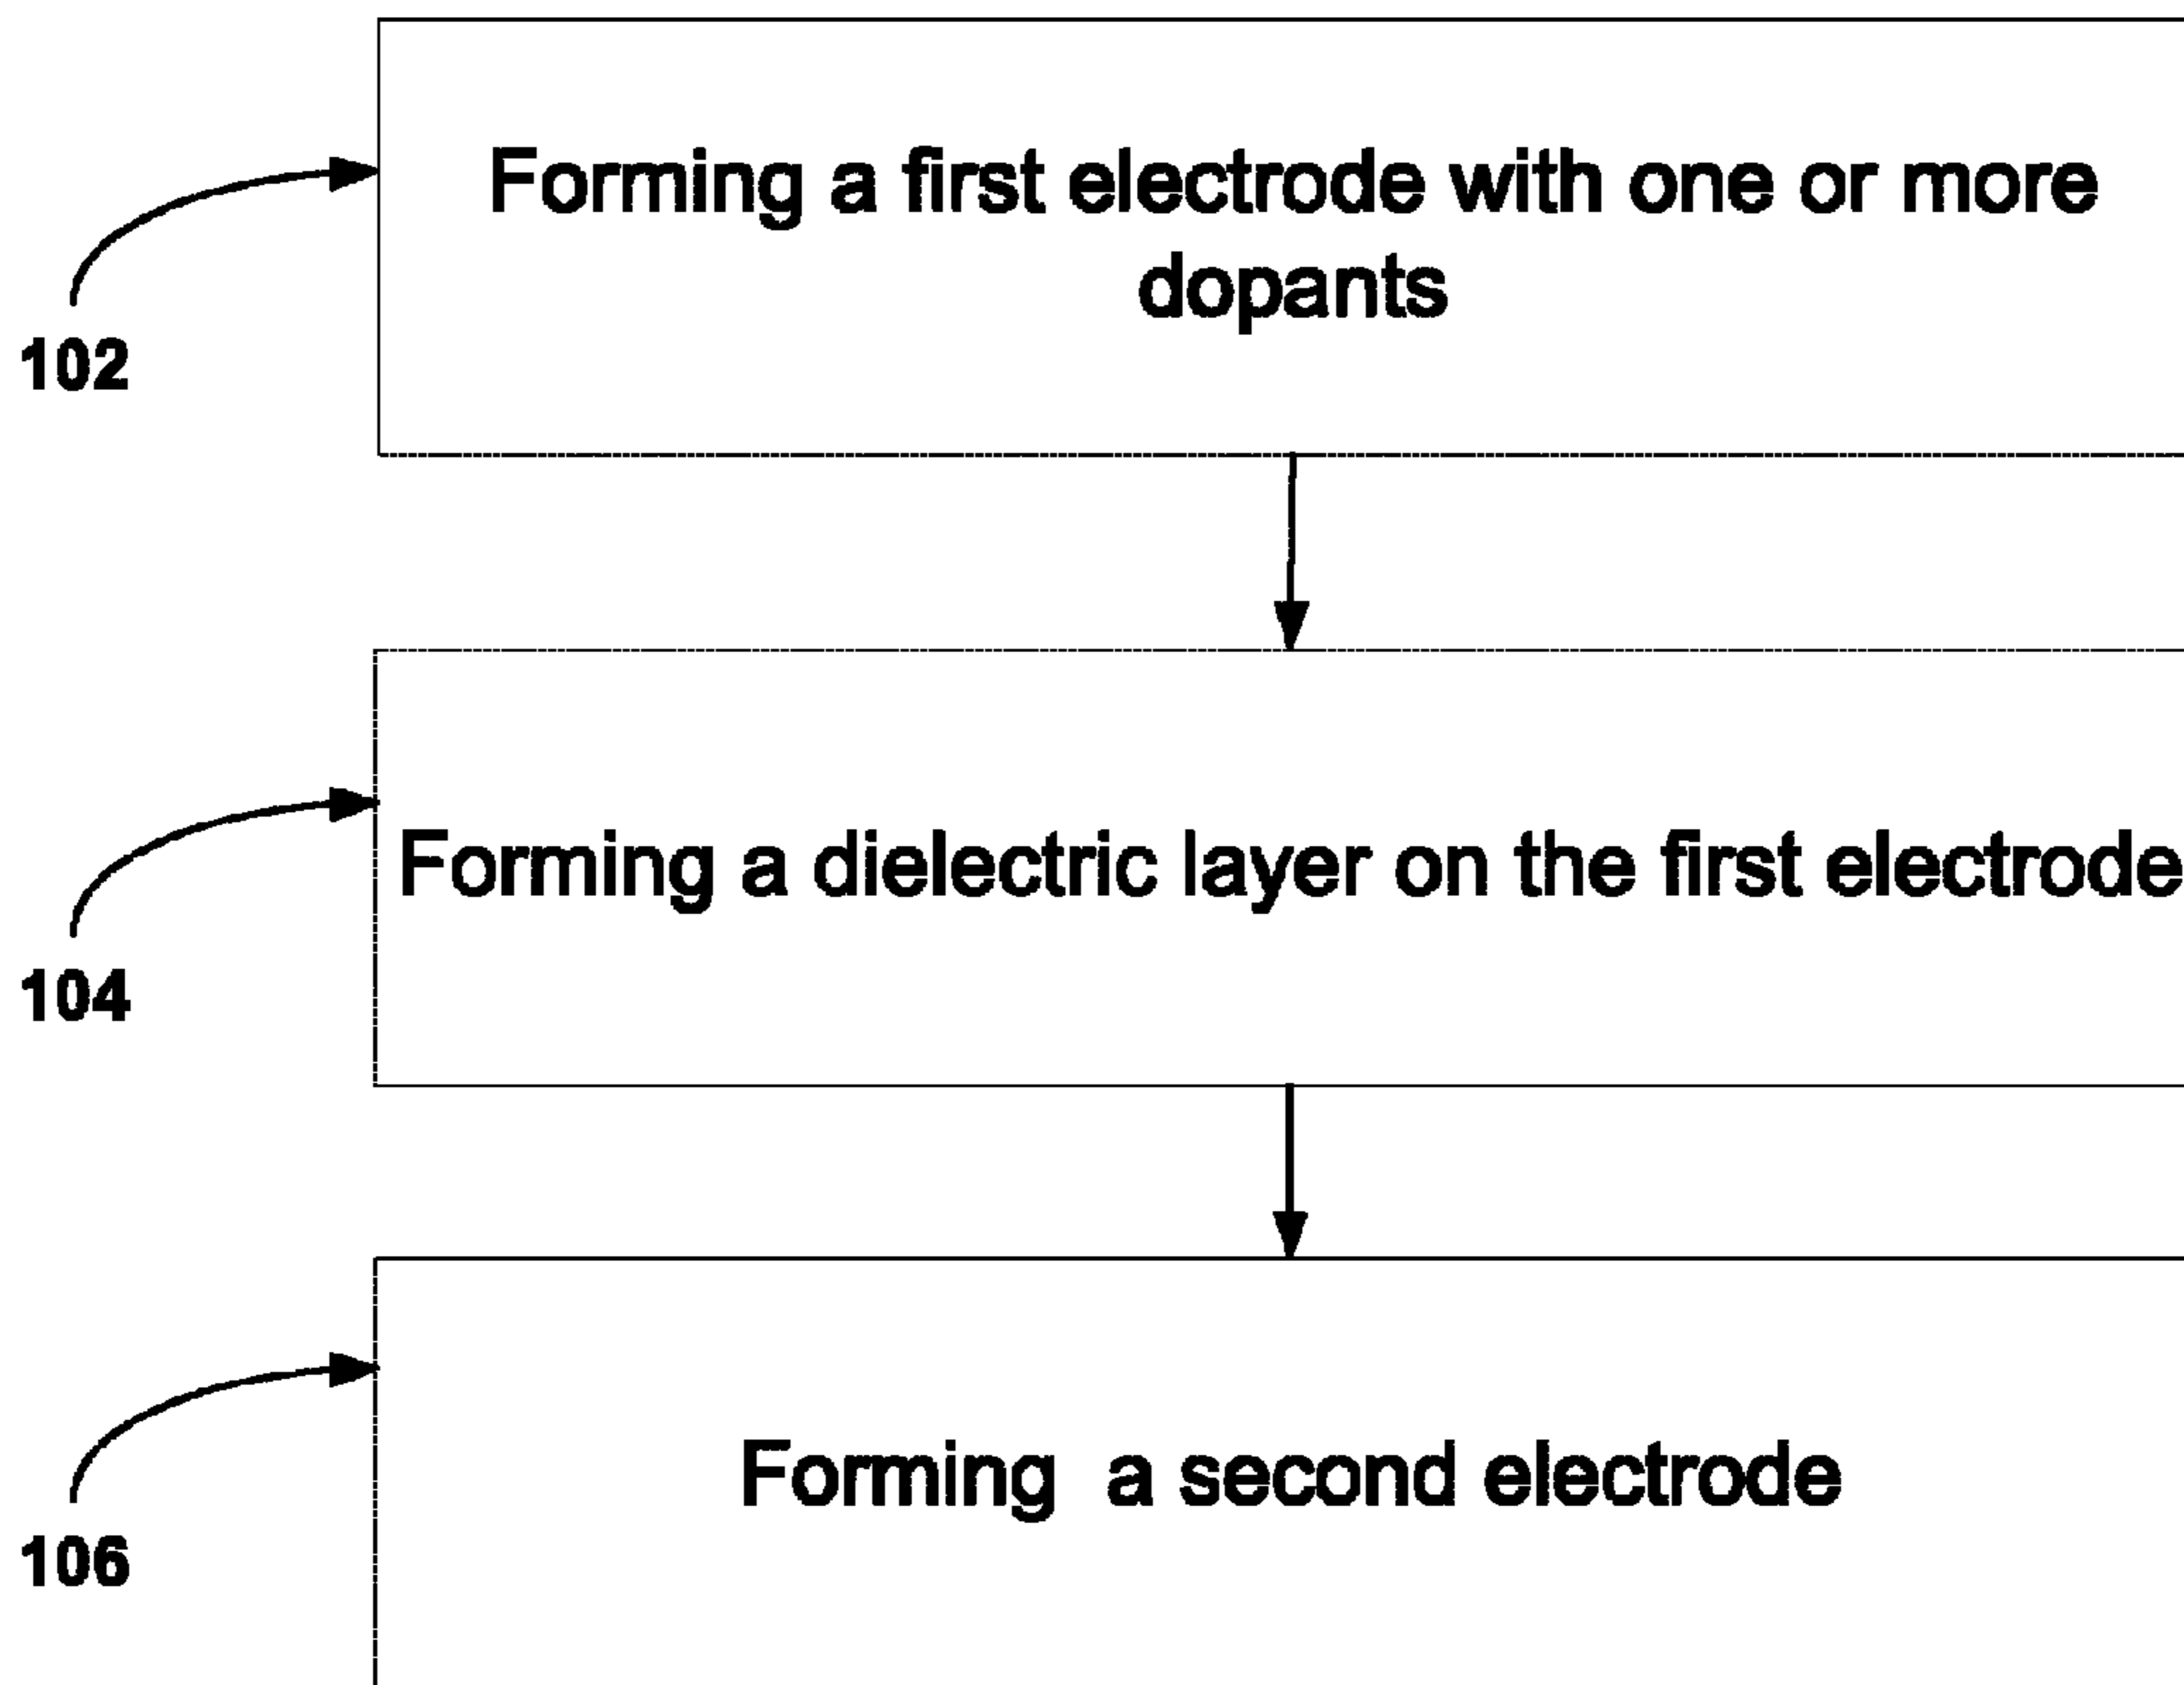 Forming a first electrode with one or more
dopants
102
Forming a dielectric layer on the first electrode
104
Forming a second electrode
106